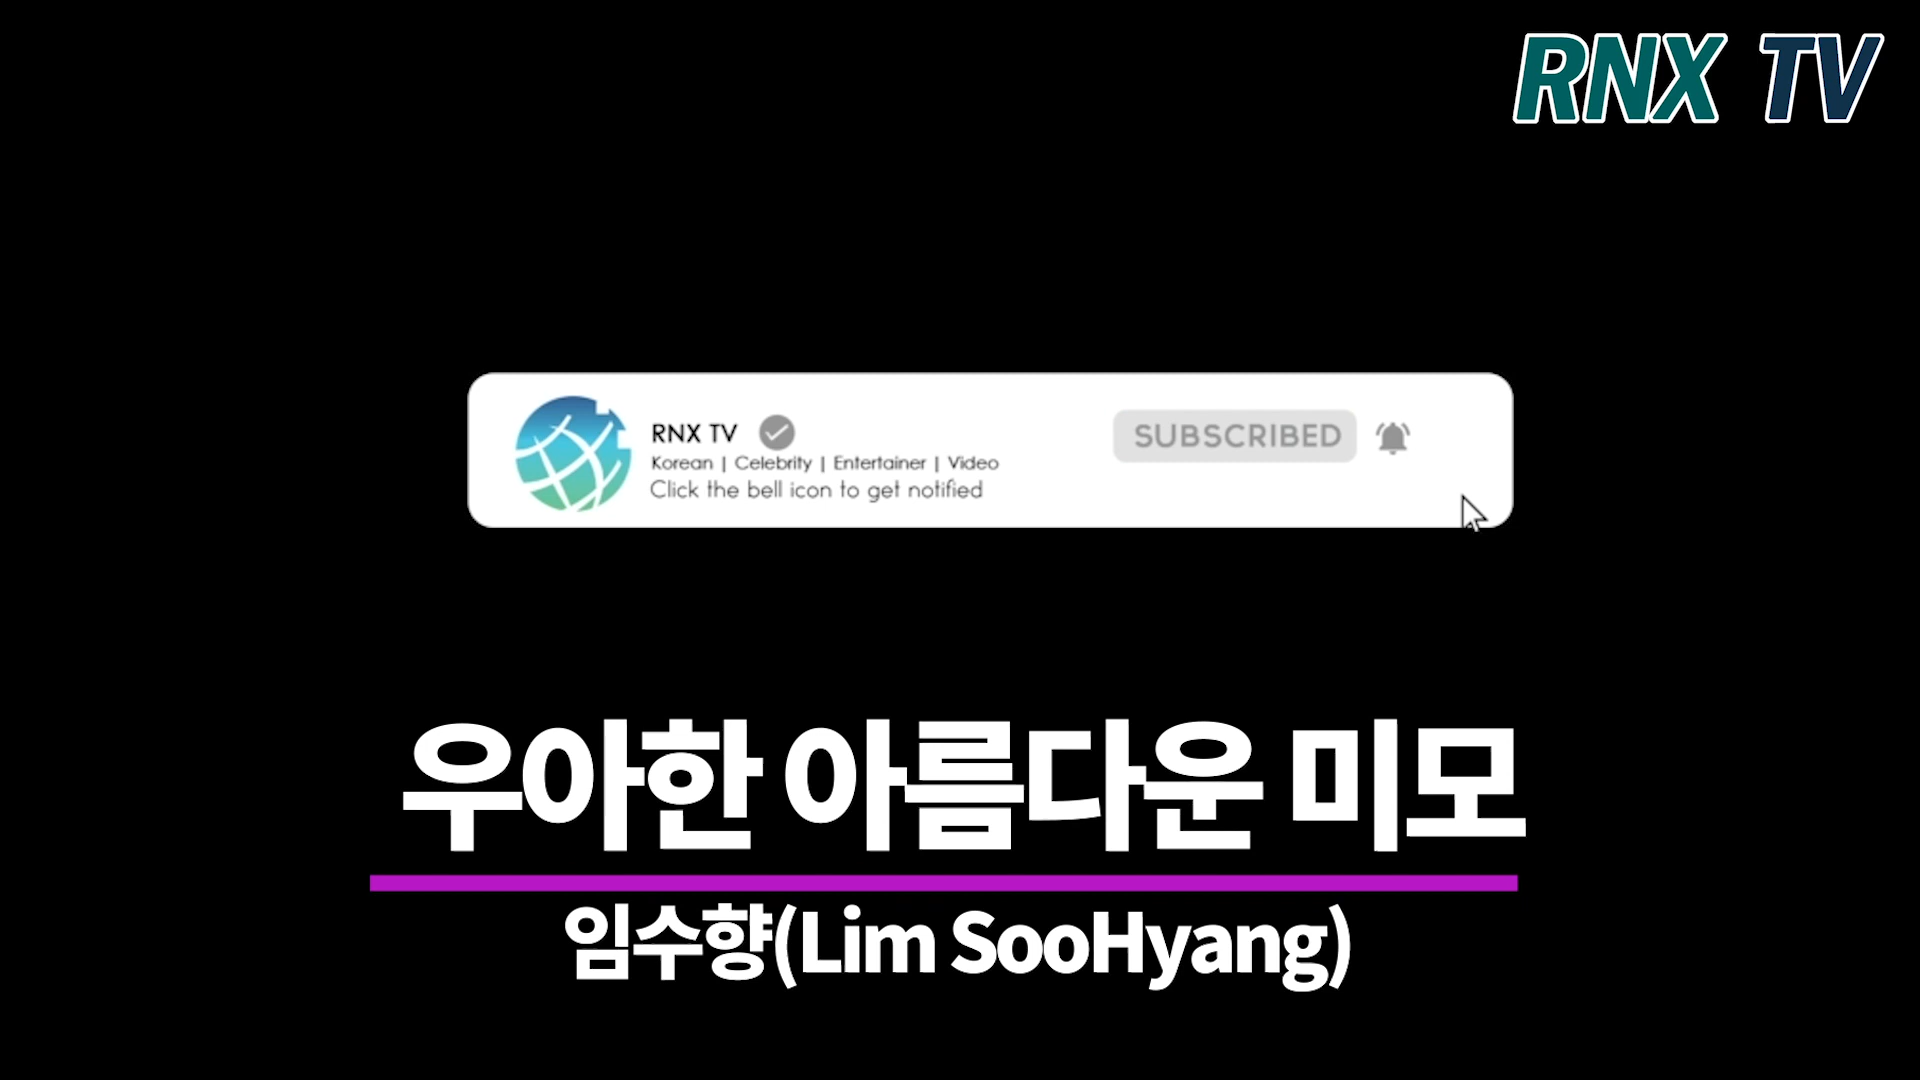 RNX TV
RNX TV
SUBSCRIBED
Korean | Celebrity | Entertainer | Video
Click the bell icon to get notified
우아한 아름다운 미모
임수향(Lim SooHyang)